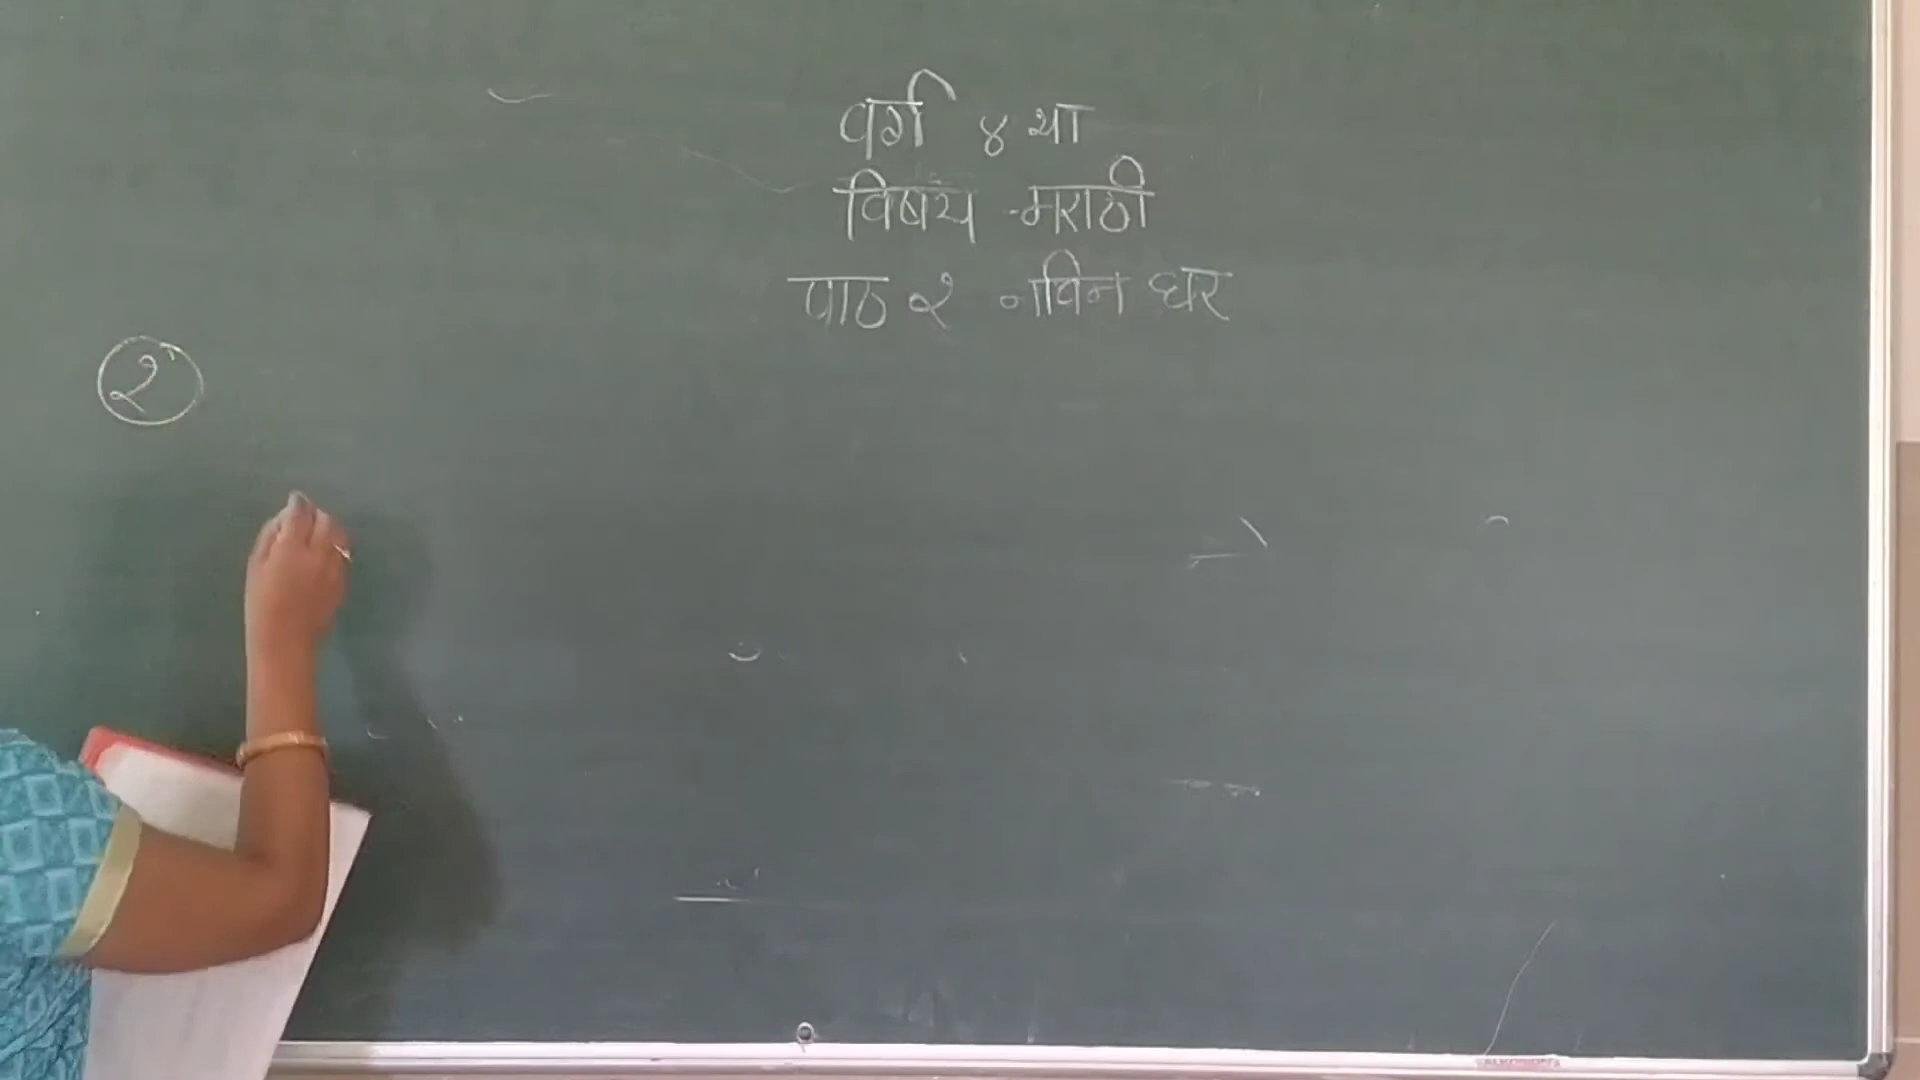 वर्ग ४ था
विषय - मराठी
पाठ २ नविन घर
२